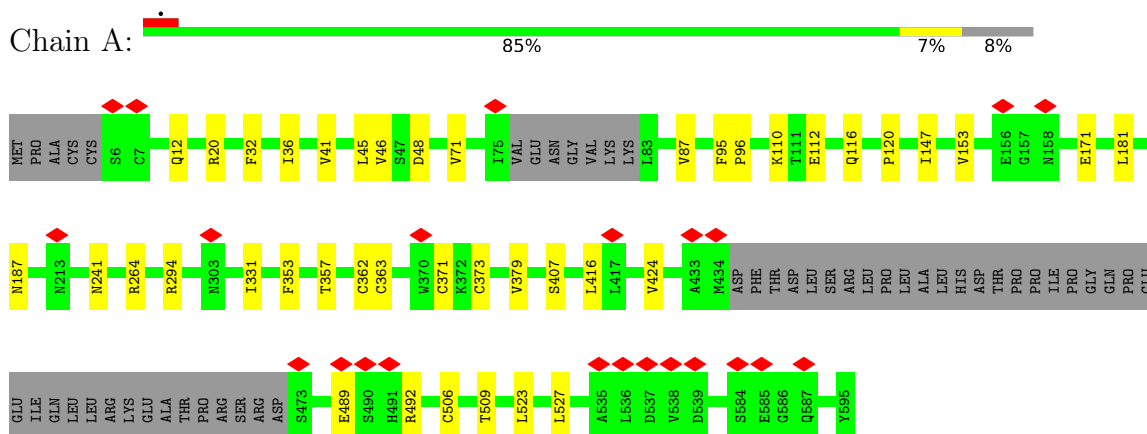 •
Chain A:
85% 7% 8%
MET PRO ALA CYS CYS S6 C7 Q12 R20 F32 I36 V41 L45 V46 S47 D48 V71 I75 VAL GLU ASN GLY VAL LYS LYS L83 V87 F95 P96 K110 T111 E112 Q116 P120 I147 V153 E156 G157 N158 E171 L181
N187 N213 N241 R264 R294 N303 I331 F353 T357 C362 C363 W370 C371 K372 C373 V379 S407 L416 L417 V424 A433 M434 ASP PHE THR ASP LEU SER ARG LEU PRO LEU ALA LEU HIS ASP THR PRO PRO ILE PRO GLY GLN PRO GLU
GLU ILE GLN LEU LEU ARG LYS GLU ALA THR PRO ARG SER ARG ASP S473 E489 S490 H491 R492 C506 T509 L523 L527 A535 L536 D537 V538 D539 S584 E585 G586 Q587 Y595